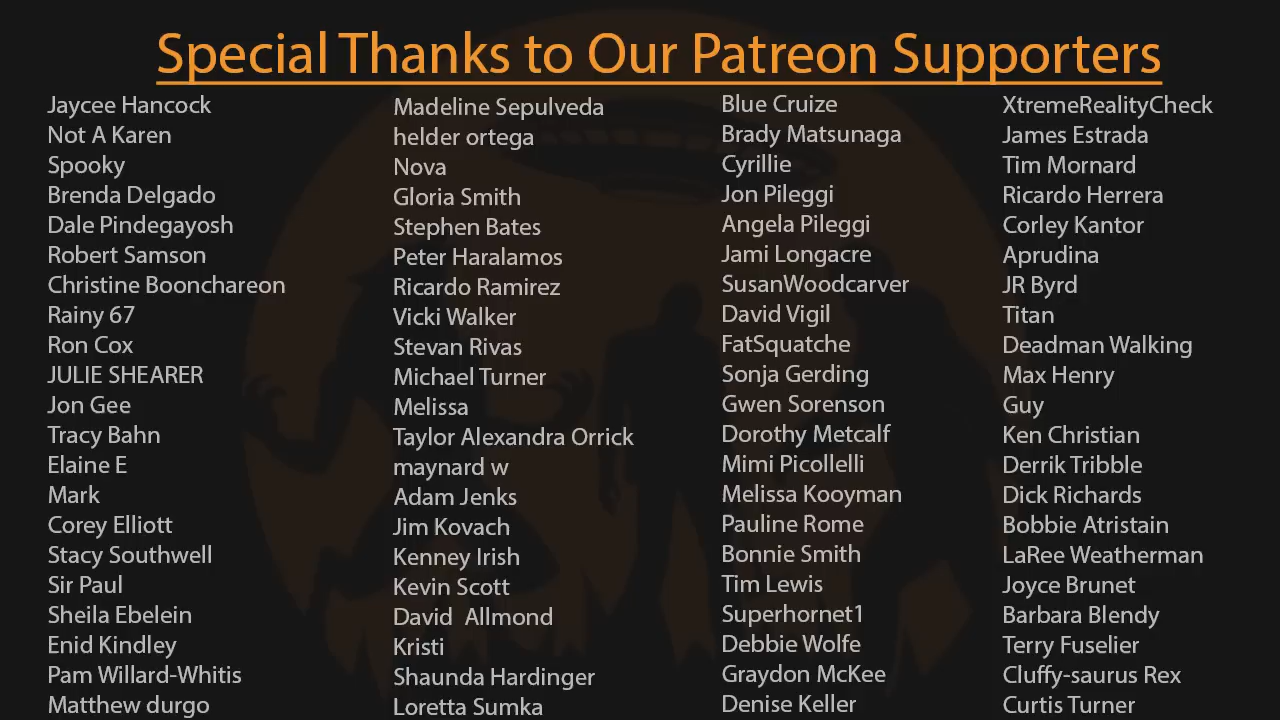 Special Thanks to Our Patreon Supporters
Jaycee Hancock
Not A Karen
Spooky
Brenda Delgado
Dale Pindegayosh
Robert Samson
Christine Boonchareon
Rainy 67
Ron Cox
JULIE SHEARER
Jon Gee
Tracy Bahn
Elaine E
Mark
Corey Elliott
Stacy Southwell
Sir Paul
Sheila Ebelein
Enid Kindley
Pam Willard-Whitis
Matthew durgo
Madeline Sepulveda
helder ortega
Nova
Gloria Smith
Stephen Bates
Peter Haralamos
Ricardo Ramirez
Vicki Walker
Stevan Rivas
Michael Turner
Melissa
Taylor Alexandra Orrick
maynard w
Adam Jenks
Jim Kovach
Kenney Irish
Kevin Scott
David  Allmond
Kristi
Shaunda Hardinger
Loretta Sumka
Blue Cruize
Brady Matsunaga
Cyrillie
Jon Pileggi
Angela Pileggi
Jami Longacre
SusanWoodcarver
David Vigil
FatSquatche
Sonja Gerding
Gwen Sorenson
Dorothy Metcalf
Mimi Picollelli
Melissa Kooyman
Pauline Rome
Bonnie Smith
Tim Lewis
Superhornet1
Debbie Wolfe
Graydon McKee
Denise Keller
XtremeRealityCheck
James Estrada
Tim Mornard
Ricardo Herrera
Corley Kantor
Aprudina
JR Byrd
Titan
Deadman Walking
Max Henry
Guy
Ken Christian
Derrik Tribble
Dick Richards
Bobbie Atristain
LaRee Weatherman
Joyce Brunet
Barbara Blendy
Terry Fuselier
Cluffy-saurus Rex
Curtis Turner